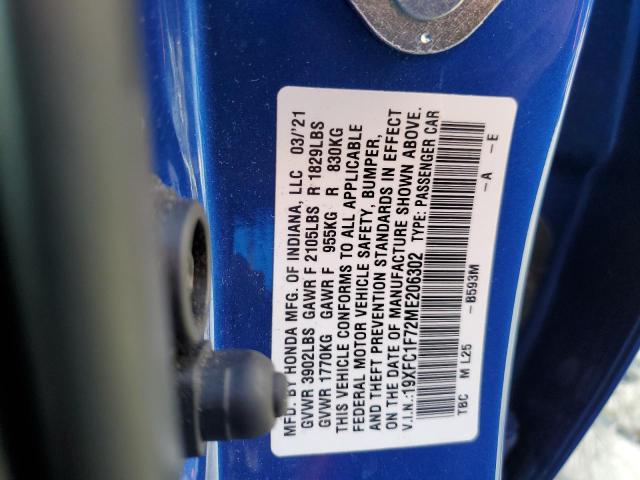 MFD. BY HONDA MFG. OF INDIANA, LLC 03/'21
GVWR 3902LBS GAWR F 2105LBS R 1829LBS
GVWR 1770KG GAWR F 955KG R 830KG
THIS VEHICLE CONFORMS TO ALL APPLICABLE
FEDERAL MOTOR VEHICLE SAFETY, BUMPER,
AND THEFT PREVENTION STANDARDS IN EFFECT
ON THE DATE OF MANUFACTURE SHOWN ABOVE.
V.I.N.:19XFC1F72ME206302 TYPE: PASSENGER CAR
TBC M L25 -B593M -A -E